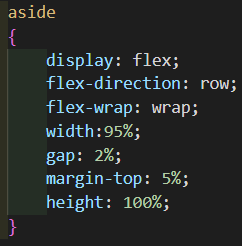 aside
{
display: flex;
flex-direction: row;
flex-wrap: wrap;
width:95%;
gap: 2%;
margin-top: 5%;
height: 100%;
}